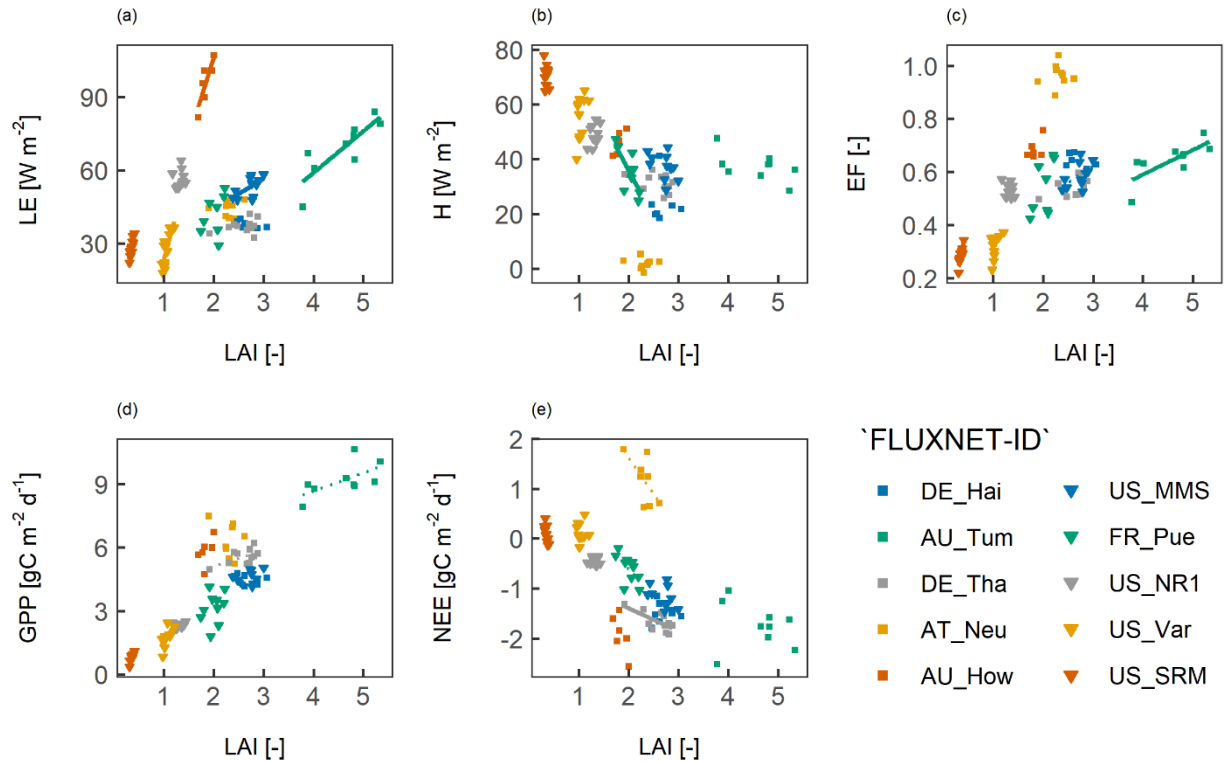 (a)
LE [W m⁻²]
90
60
30
1 2 3 4 5
LAI [-]
(b)
H [W m⁻²]
80
60
40
20
0
1 2 3 4 5
LAI [-]
(c)
EF [-]
1.0
0.8
0.6
0.4
0.2
1 2 3 4 5
LAI [-]
(d)
GPP [gC m⁻² d⁻¹]
9
6
3
0
1 2 3 4 5
LAI [-]
(e)
NEE [gC m⁻² d⁻¹]
2
1
0
-1
-2
1 2 3 4 5
LAI [-]
`FLUXNET-ID`
DE_Hai
AU_Tum
DE_Tha
AT_Neu
AU_How
US_MMS
FR_Pue
US_NR1
US_Var
US_SRM